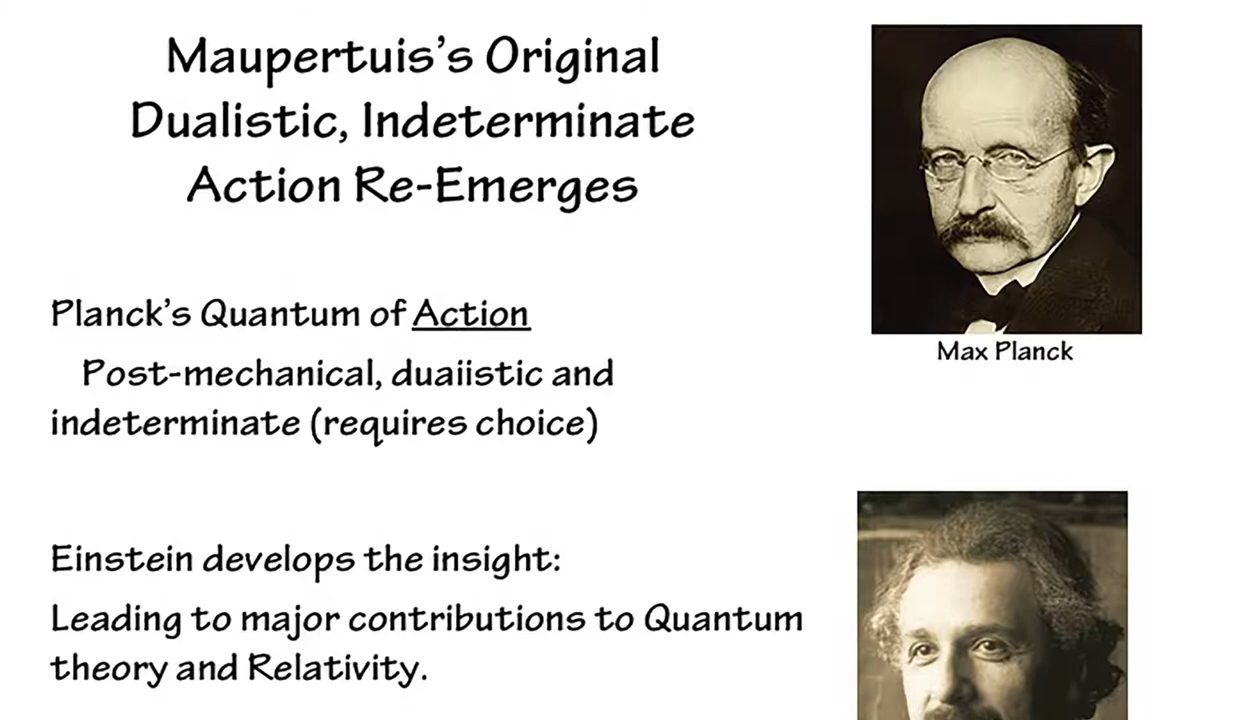 Maupertuis’s Original
Dualistic, Indeterminate
Action Re-Emerges
Planck’s Quantum of Action
Post-mechanical, duaiistic and
indeterminate (requires choice)
Max Planck
Einstein develops the insight:
Leading to major contributions to Quantum
theory and Relativity.